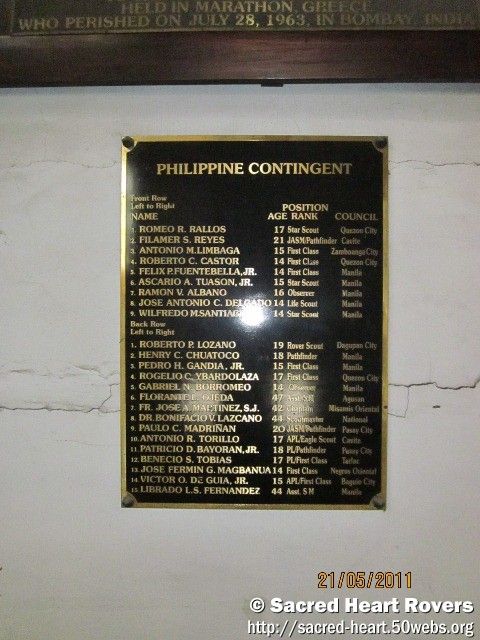 HELD IN MARATHON, GREECE
WHO PERISHED ON JULY 28, 1963, IN BOMBAY, INDIA
PHILIPPINE CONTINGENT
Front Row
Left to Right POSITION
NAME AGE RANK COUNCIL
1. ROMEO R. RALLOS 17 Star Scout Quezon City
2. FILAMER S. REYES 21 JASM/Pathfinder Cavite
3. ANTONIO M. LIMBAGA 15 First Class Zamboanga City
4. ROBERTO C. CASTOR 14 First Class Quezon City
5. FELIX P. FUENTEBELLA, JR. 14 First Class Manila
6. ASCARIO A. TUASON, JR. 15 Star Scout Manila
7. RAMON V. ALBANO 16 Observer Manila
8. JOSE ANTONIO C. DELGADO 14 Life Scout Manila
9. WILFREDO M. SANTIAGO 14 Star Scout Manila
Back Row
Left to Right
1. ROBERTO P. LOZANO 19 Rover Scout Dagupan City
2. HENRY C. CHUATOCO 18 Pathfinder Manila
3. PEDRO H. GANDIA, JR. 15 First Class Manila
4. ROGELIO C. YBARDOLAZA 17 First Class Quezon City
5. GABRIEL N. BORROMEO 14 Observer Manila
6. FLORANTE L. OJEDA 47 Asst. SM Agusan
7. FR. JOSE A. MARTINEZ, S.J. 42 Chaplain Misamis Oriental
8. DR. BONIFACIO V. LAZCANO 44 Scoutmaster National
9. PAULO C. MADRIÑAN 20 JASM/Pathfinder Pasay City
10. ANTONIO R. TORILLO 17 APL/Eagle Scout Cavite
11. PATRICIO D. BAYORAN, JR. 18 PL/Pathfinder Pasay City
12. BENECIO S. TOBIAS 17 PL/First Class Tarlac
13. JOSE FERMIN G. MAGBANUA 14 First Class Negros Oriental
14. VICTOR O. DE GUIA, JR. 15 APL/First Class Baguio City
15. LIBRADO L.S. FERNANDEZ 44 Asst. S M Manila
21/05/2011
© Sacred Heart Rovers
http://sacred-heart.50webs.org